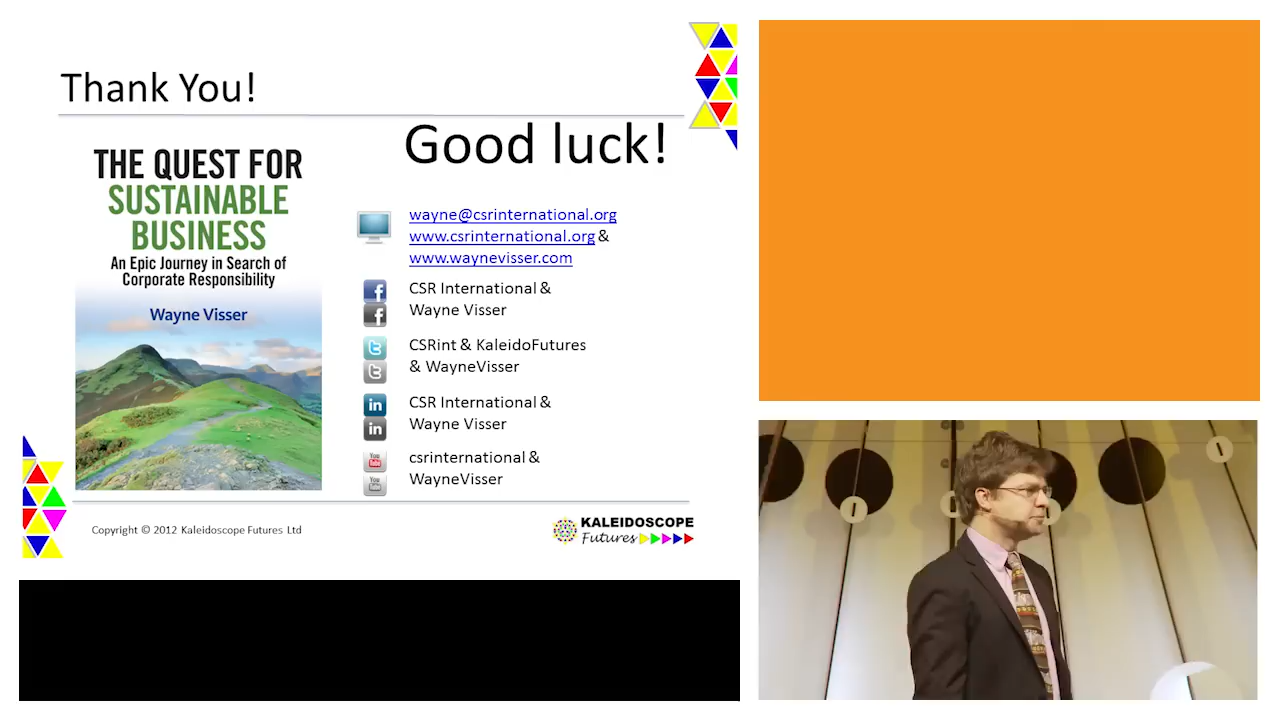 Thank You!
Good luck!
THE QUEST FOR
SUSTAINABLE
BUSINESS
An Epic Journey in Search of
Corporate Responsibility
Wayne Visser
wayne@csrinternational.org
www.csrinternational.org &
www.waynevisser.com
CSR International &
Wayne Visser
CSRint & KaleidoFutures
& WayneVisser
CSR International &
Wayne Visser
csrinternational &
WayneVisser
Copyright © 2012 Kaleidoscope Futures Ltd
KALEIDOSCOPE
Futures